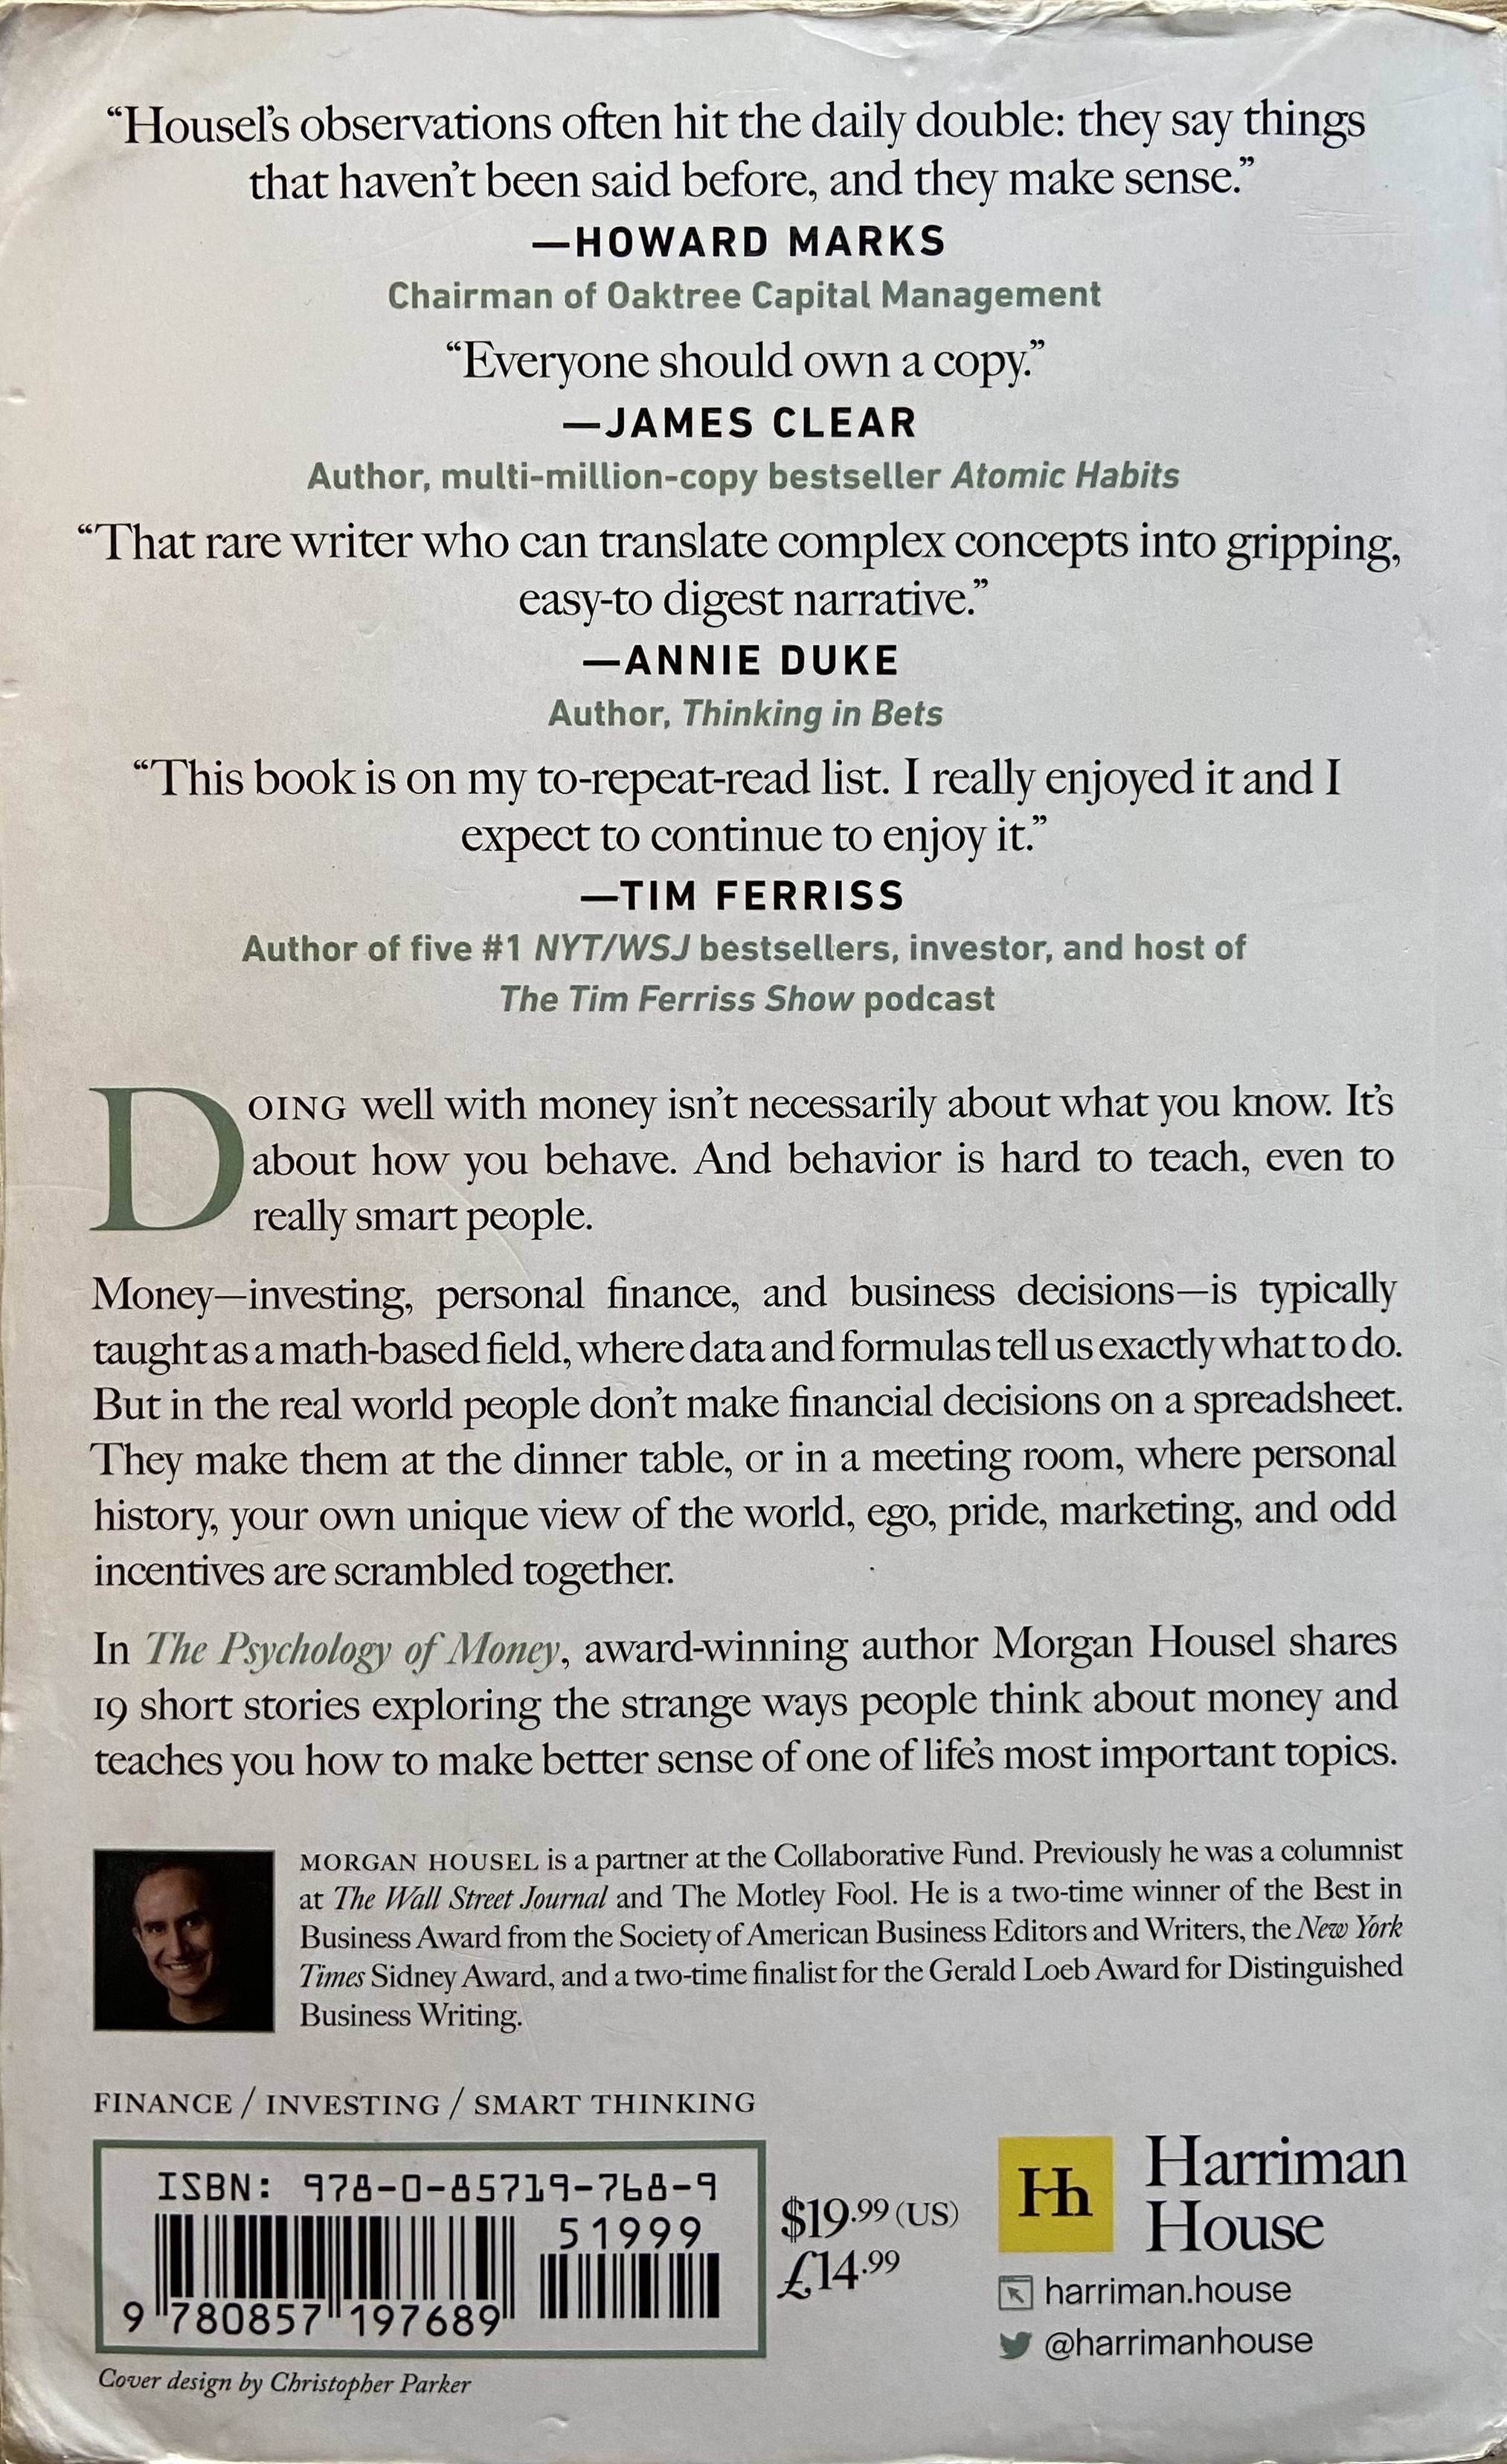 “Housel’s observations often hit the daily double: they say things
that haven’t been said before, and they make sense.”
—HOWARD MARKS
Chairman of Oaktree Capital Management
“Everyone should own a copy.”
—JAMES CLEAR
Author, multi-million-copy bestseller Atomic Habits
“That rare writer who can translate complex concepts into gripping,
easy-to digest narrative.”
—ANNIE DUKE
Author, Thinking in Bets
“This book is on my to-repeat-read list. I really enjoyed it and I
expect to continue to enjoy it.”
—TIM FERRISS
Author of five #1 NYT/WSJ bestsellers, investor, and host of
The Tim Ferriss Show podcast
DOING well with money isn’t necessarily about what you know. It’s
about how you behave. And behavior is hard to teach, even to
really smart people.
Money—investing, personal finance, and business decisions—is typically
taught as a math-based field, where data and formulas tell us exactly what to do.
But in the real world people don’t make financial decisions on a spreadsheet.
They make them at the dinner table, or in a meeting room, where personal
history, your own unique view of the world, ego, pride, marketing, and odd
incentives are scrambled together.
In The Psychology of Money, award-winning author Morgan Housel shares
19 short stories exploring the strange ways people think about money and
teaches you how to make better sense of one of life’s most important topics.
MORGAN HOUSEL is a partner at the Collaborative Fund. Previously he was a columnist
at The Wall Street Journal and The Motley Fool. He is a two-time winner of the Best in
Business Award from the Society of American Business Editors and Writers, the New York
Times Sidney Award, and a two-time finalist for the Gerald Loeb Award for Distinguished
Business Writing.
FINANCE / INVESTING / SMART THINKING
ISBN: 978-0-85719-768-9
51999
9 780857 197689
$19.99 (US)
£14.99
Hh
Harriman
House
harriman.house
@harrimanhouse
Cover design by Christopher Parker